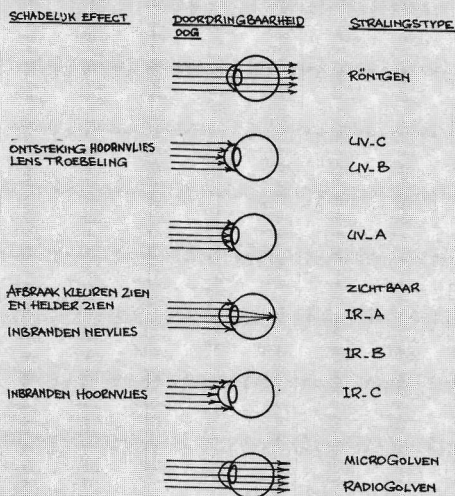 SCHADELIJK EFFECT
DOORDRINGBAARHEID
OOG
STRALINGSTYPE
RÖNTGEN
ONTSTEKING HOORNVLIES
LENS TROEBELING
UV-C
UV-B
UV-A
AFBRAAK KLEUREN ZIEN
EN HELDER ZIEN
INBRANDEN NETVLIES
ZICHTBAAR
IR-A
IR-B
INBRANDEN HOORNVLIES
IR-C
MICROGOLVEN
RADIOGOLVEN